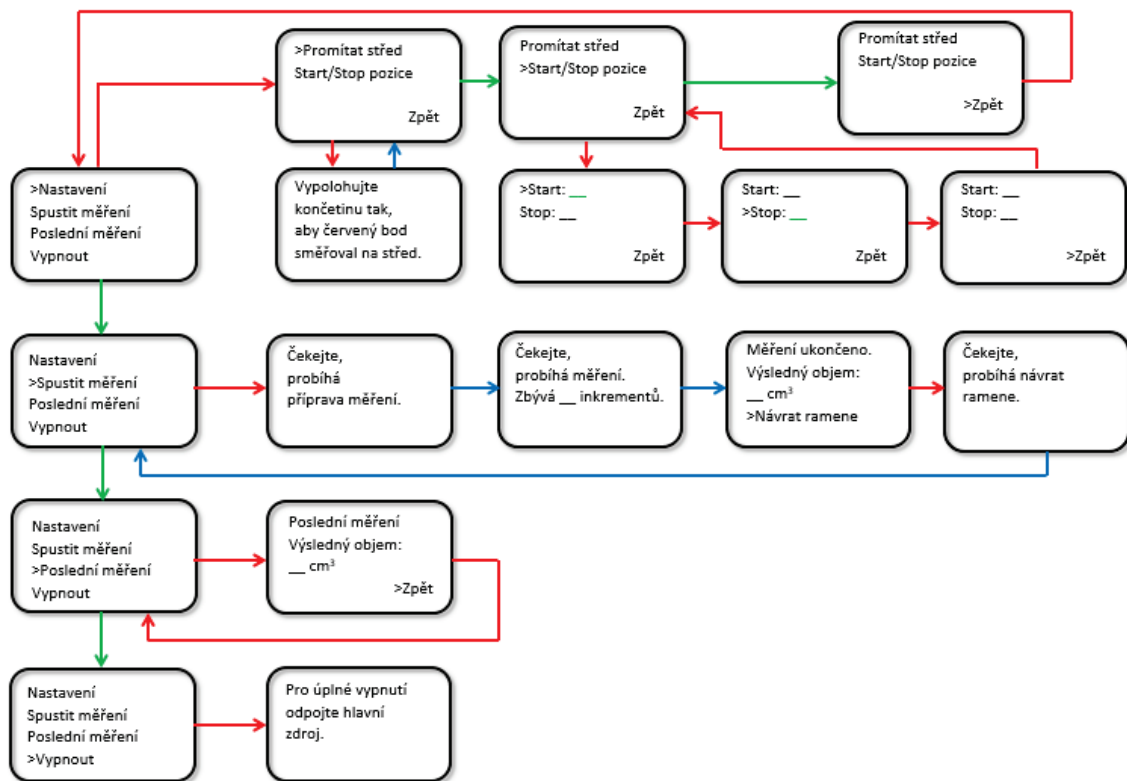 >Promítat střed
Start/Stop pozice
Zpět
Promítat střed
>Start/Stop pozice
Zpět
Promítat střed
Start/Stop pozice
>Zpět
>Nastavení
Spustit měření
Poslední měření
Vypnout
Vypolohujte
končetinu tak,
aby červený bod
směřoval na střed.
>Start: __
Stop: __
Zpět
Start: __
>Stop: __
Zpět
Start: __
Stop: __
>Zpět
Nastavení
>Spustit měření
Poslední měření
Vypnout
Čekejte,
probíhá
příprava měření.
Čekejte,
probíhá měření.
Zbývá __ inkrementů.
Měření ukončeno.
Výsledný objem:
__ cm³
>Návrat ramene
Čekejte,
probíhá návrat
ramene.
Nastavení
Spustit měření
>Poslední měření
Vypnout
Poslední měření
Výsledný objem:
__ cm³
>Zpět
Nastavení
Spustit měření
Poslední měření
>Vypnout
Pro úplné vypnutí
odpojte hlavní
zdroj.